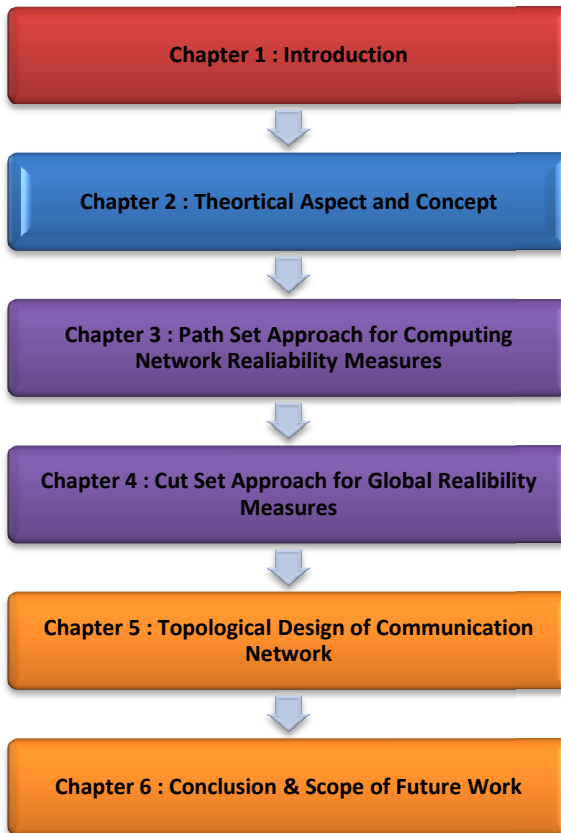 Chapter 1 : Introduction
Chapter 2 : Theortical Aspect and Concept
Chapter 3 : Path Set Approach for Computing
Network Realiability Measures
Chapter 4 : Cut Set Approach for Global Realibility
Measures
Chapter 5 : Topological Design of Communication
Network
Chapter 6 : Conclusion & Scope of Future Work